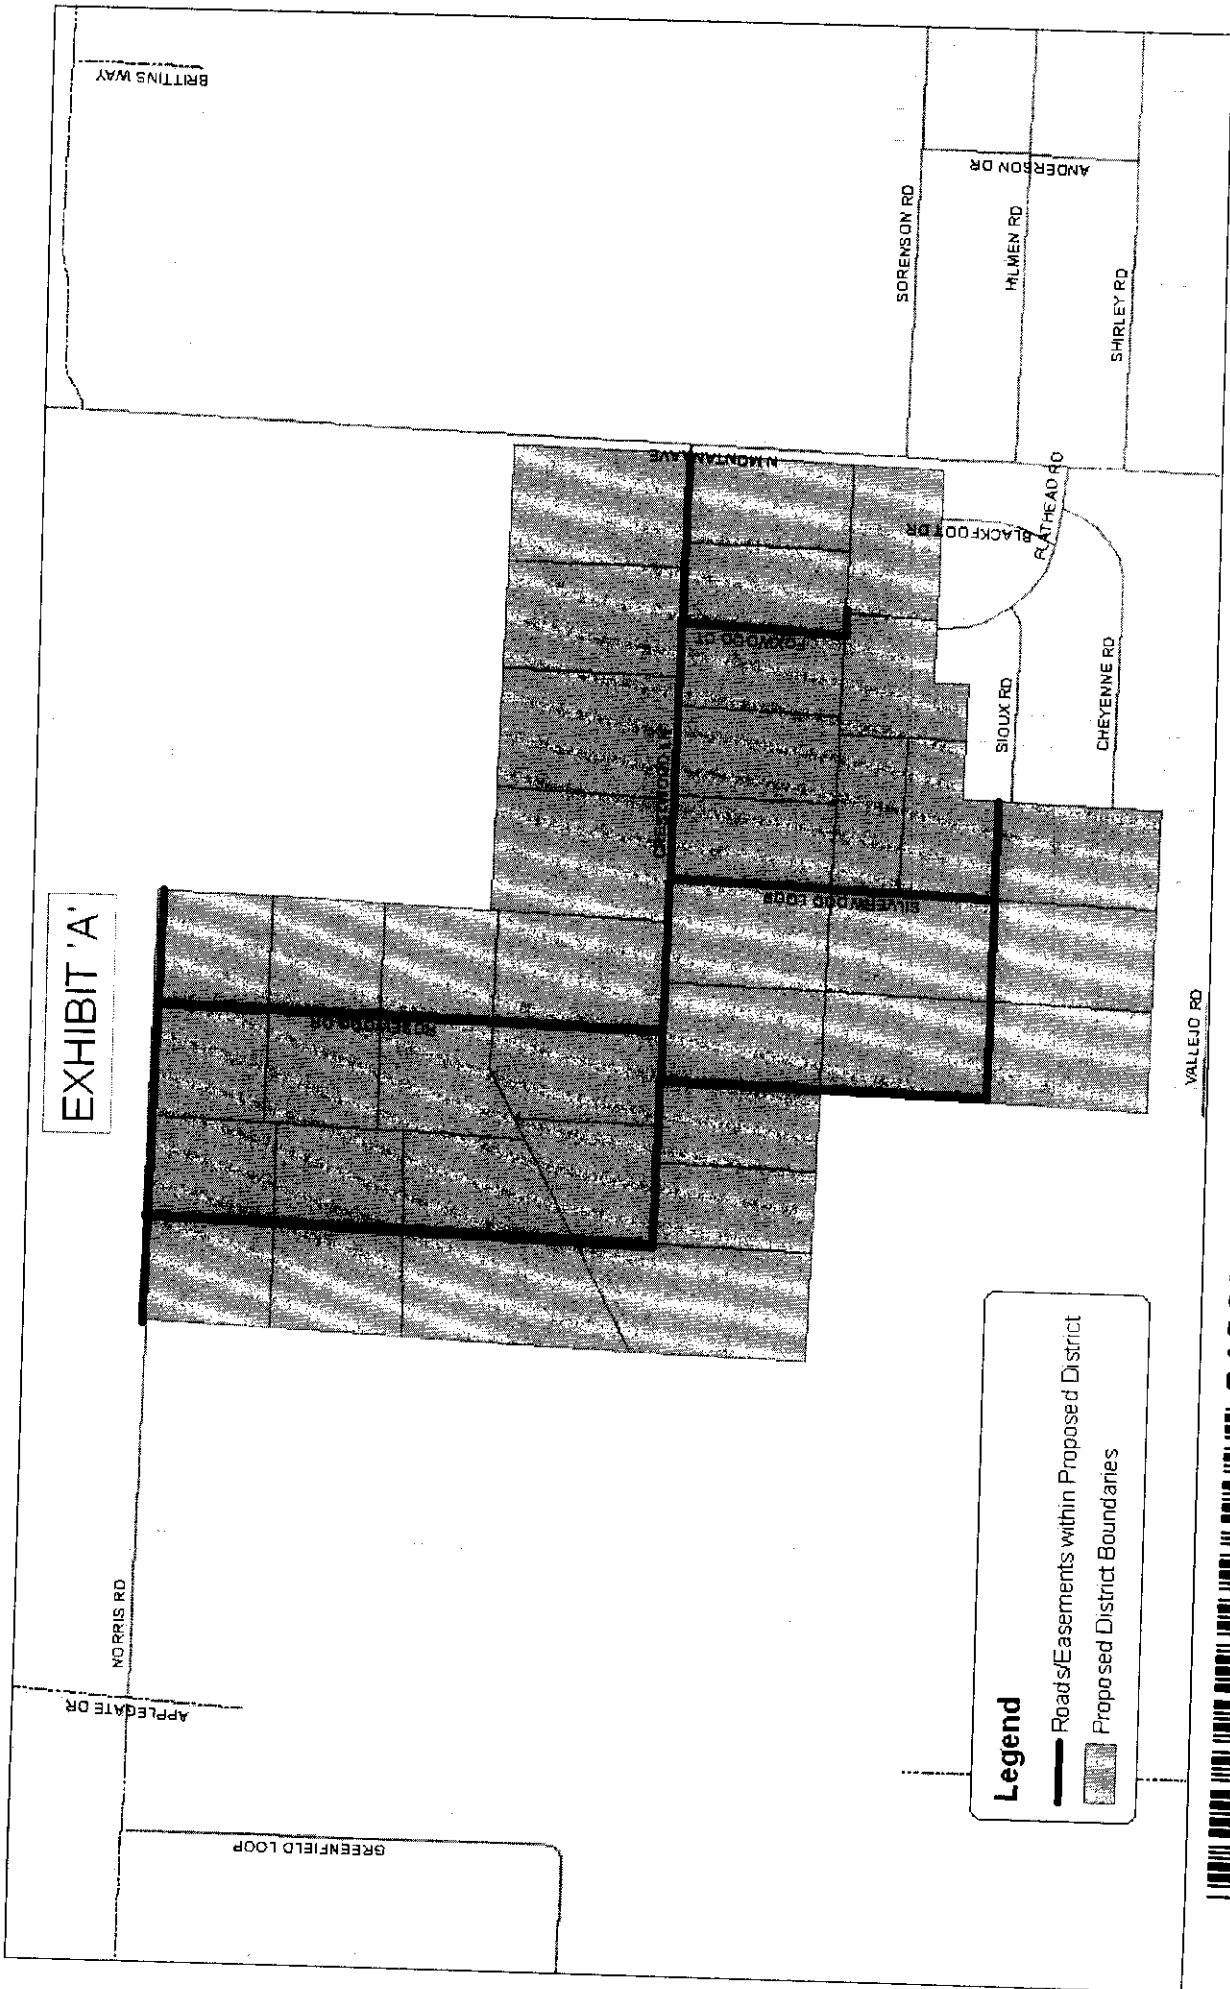 EXHIBIT 'A'
BRITTINS WAY
NORRIS RD
APPLEGATE DR
GREENFIELD LOOP
N MONTANA AVE
SORENSON RD
ANDERSON DR
HILMEN RD
SHIRLEY RD
BLACKFOOT DR
FLATHEAD RD
FOXWOOD CT
SIOUX RD
CHEYENNE RD
SILVERWOOD LOOP
VALLEJO RD
Legend
Roads/Easements within Proposed District
Proposed District Boundaries